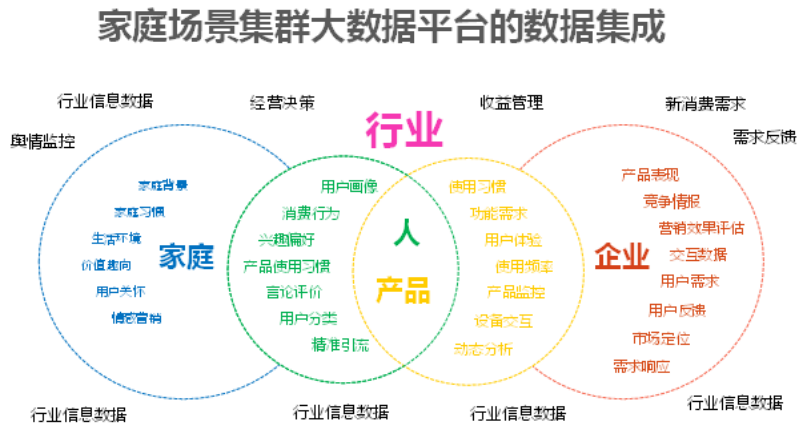 家庭场景集群大数据平台的数据集成
行业信息数据
经营决策
收益管理
新消费需求
舆情监控
行业
需求反馈
家庭背景
家庭习惯
生活环境
价值趣向
用户关怀
情感营销
家庭
用户画像
消费行为
兴趣偏好
产品使用习惯
言论评价
用户分类
精准引流
人
产品
使用习惯
功能需求
用户体验
使用频率
产品监控
设备交互
动态分析
企业
产品表现
竞争情报
营销效果评估
交互数据
用户需求
用户反馈
市场定位
需求响应
行业信息数据
行业信息数据
行业信息数据
行业信息数据